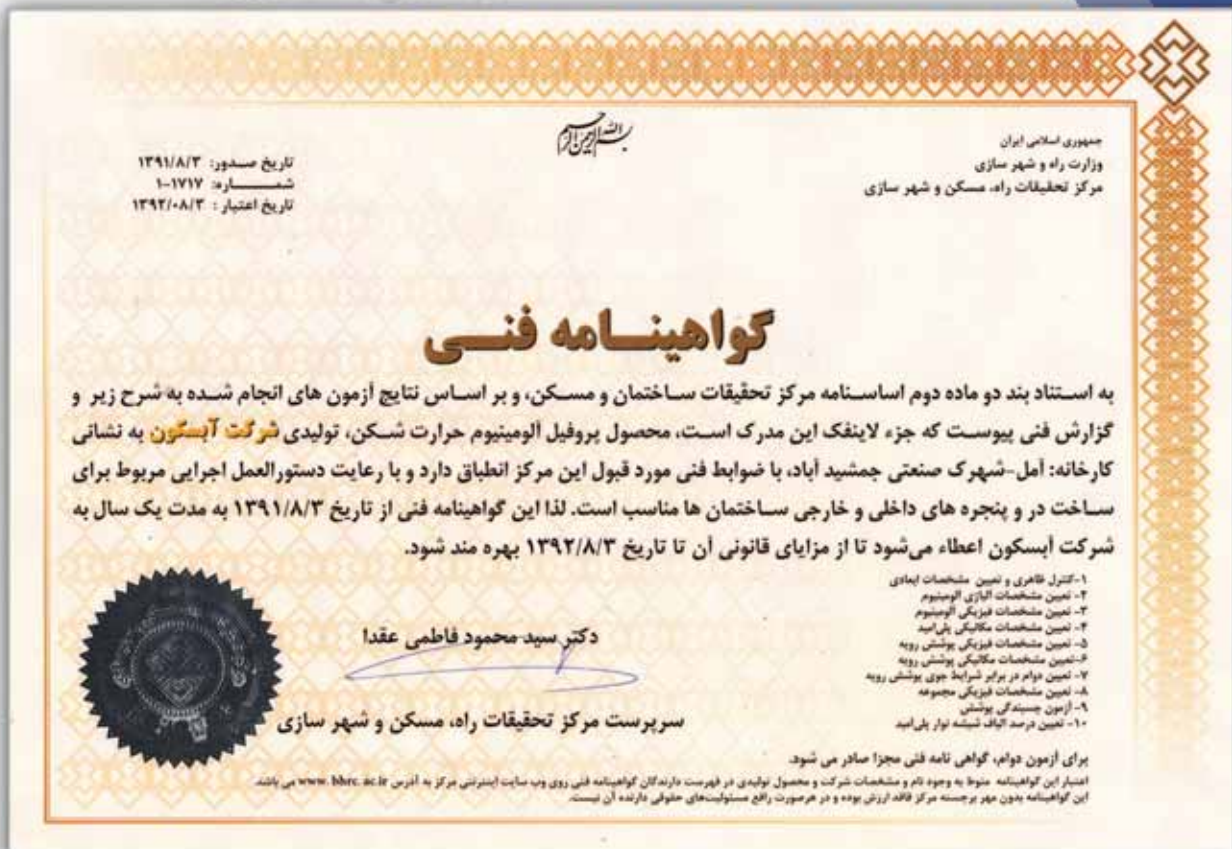 بسم الله الرحمن الرحیم
جمهوری اسلامی ایران
وزارت راه و شهر سازی
مرکز تحقیقات راه، مسکن و شهر سازی
تاریخ صدور: ۱۳۹۱/۸/۳
شماره: ۱۷۱۷-۱
تاریخ اعتبار : ۱۳۹۲/۰۸/۳
گواهینامه فنی
به استناد بند دو ماده دوم اساسنامه مرکز تحقیقات ساختمان و مسکن، و بر اساس نتایج آزمون های انجام شده به شرح زیر و
گزارش فنی پیوست که جزء لاینفک این مدرک است، محصول پروفیل آلومینیوم حرارت شکن، تولیدی شرکت آبسکون به نشانی
کارخانه: آمل-شهرک صنعتی جمشید آباد، با ضوابط فنی مورد قبول این مرکز انطباق دارد و با رعایت دستورالعمل اجرایی مربوط برای
ساخت در و پنجره های داخلی و خارجی ساختمان ها مناسب است. لذا این گواهینامه فنی از تاریخ ۱۳۹۱/۸/۳ به مدت یک سال به
شرکت آبسکون اعطاء می‌شود تا از مزایای قانونی آن تا تاریخ ۱۳۹۲/۸/۳ بهره مند شود.
۱-کنترل ظاهری و تعیین مشخصات ابعادی
۲- تعیین مشخصات آلیاژی آلومینیوم
۳- تعیین مشخصات فیزیکی آلومینیوم
۴- تعیین مشخصات مکانیکی پلی‌امید
۵- تعیین مشخصات فیزیکی پوشش رویه
۶-تعیین مشخصات مکانیکی پوشش رویه
۷- تعیین دوام در برابر شرایط جوی پوشش رویه
۸- تعیین مشخصات فیزیکی مجموعه
۹- آزمون چسبندگی پوششی
۱۰- تعیین درصد الیاف شیشه نوار پلی‌امید
دکتر سید محمود فاطمی عقدا
سرپرست مرکز تحقیقات راه، مسکن و شهر سازی
برای آزمون دوام، گواهی نامه فنی مجزا صادر می شود.
اعتبار این گواهینامه منوط به وجود نام و مشخصات شرکت و محصول تولیدی در فهرست دارندگان گواهینامه فنی روی وب سایت اینترنتی مرکز به آدرس www.bhrc.ac.ir می باشد.
این گواهینامه بدون مهر برجسته مرکز فاقد ارزش بوده و در هرصورت رافع مسئولیت‌های حقوقی دارنده آن نیست.